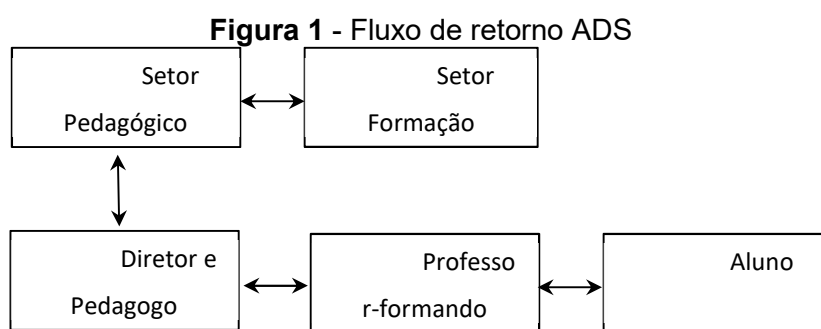 Figura 1 - Fluxo de retorno ADS
Setor
Pedagógico
Setor
Formação
Diretor e
Pedagogo
Professo
r-formando
Aluno